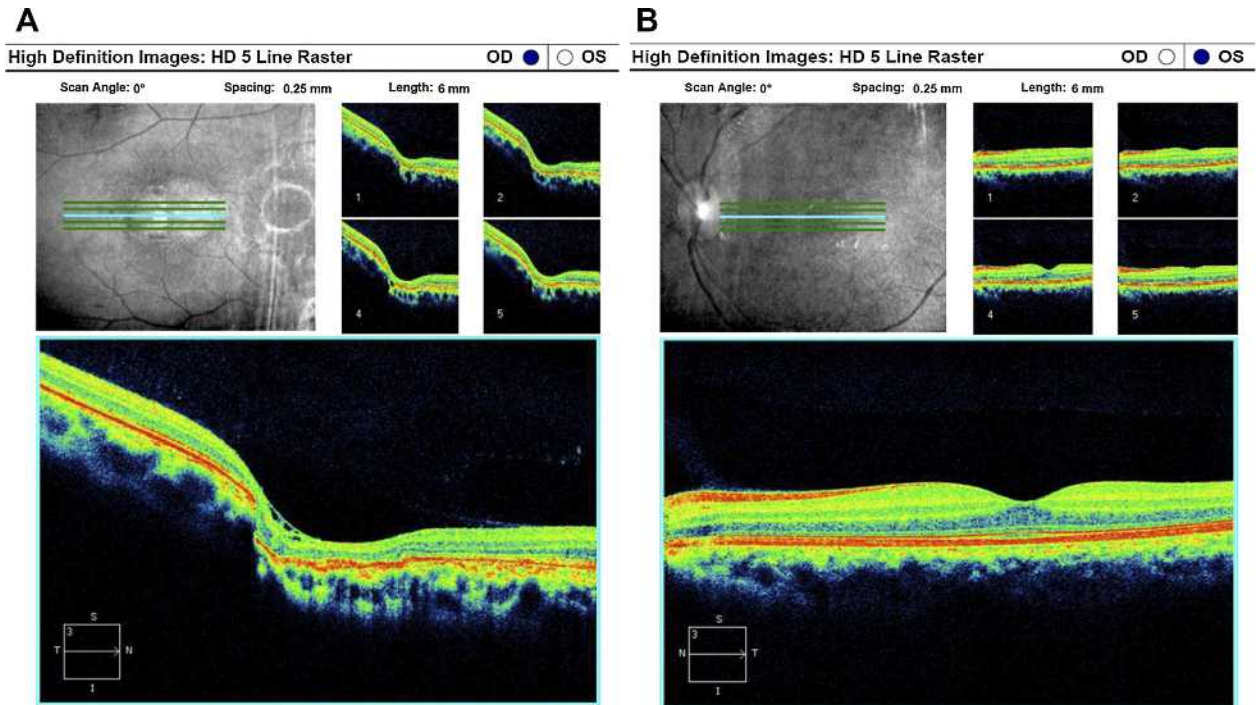 A
High Definition Images: HD 5 Line Raster OD OS
Scan Angle: 0° Spacing: 0.25 mm Length: 6 mm
1 2
4 5
3
S
T N
I
B
High Definition Images: HD 5 Line Raster OD OS
Scan Angle: 0° Spacing: 0.25 mm Length: 6 mm
1 2
4 5
3
S
N T
I